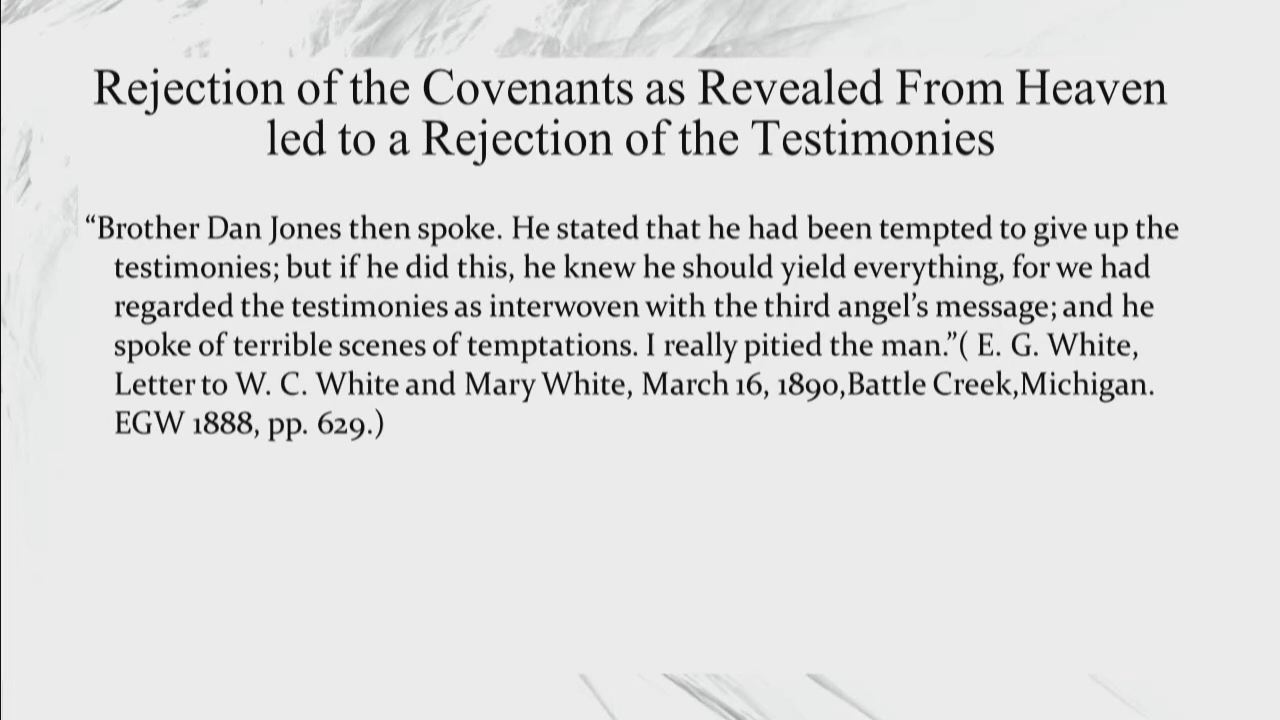 Rejection of the Covenants as Revealed From Heaven
led to a Rejection of the Testimonies
“Brother Dan Jones then spoke. He stated that he had been tempted to give up the
testimonies; but if he did this, he knew he should yield everything, for we had
regarded the testimonies as interwoven with the third angel’s message; and he
spoke of terrible scenes of temptations. I really pitied the man.”( E. G. White,
Letter to W. C. White and Mary White, March 16, 1890,Battle Creek,Michigan.
EGW 1888, pp. 629.)